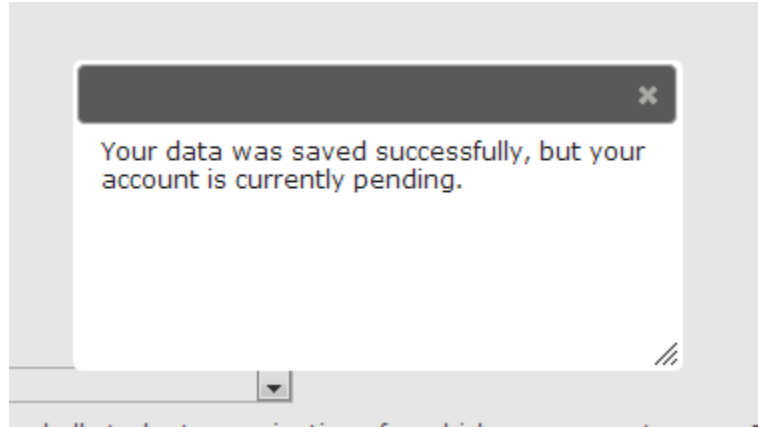 Your data was saved successfully, but your
account is currently pending.